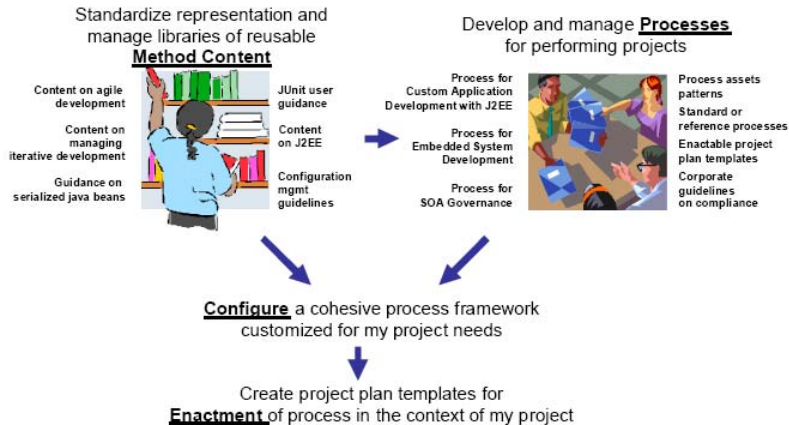 Standardize representation and
manage libraries of reusable
Method Content
Content on agile
development
Content on
managing
iterative development
Guidance on
serialized java beans
JUnit user
guidance
Content
on J2EE
Configuration
mgmt
guidelines
Develop and manage Processes
for performing projects
Process for
Custom Application
Development with J2EE
Process for
Embedded System
Development
Process for
SOA Governance
Process assets
patterns
Standard or
reference processes
Enactable project
plan templates
Corporate
guidelines
on compliance
Configure a cohesive process framework
customized for my project needs
Create project plan templates for
Enactment of process in the context of my project